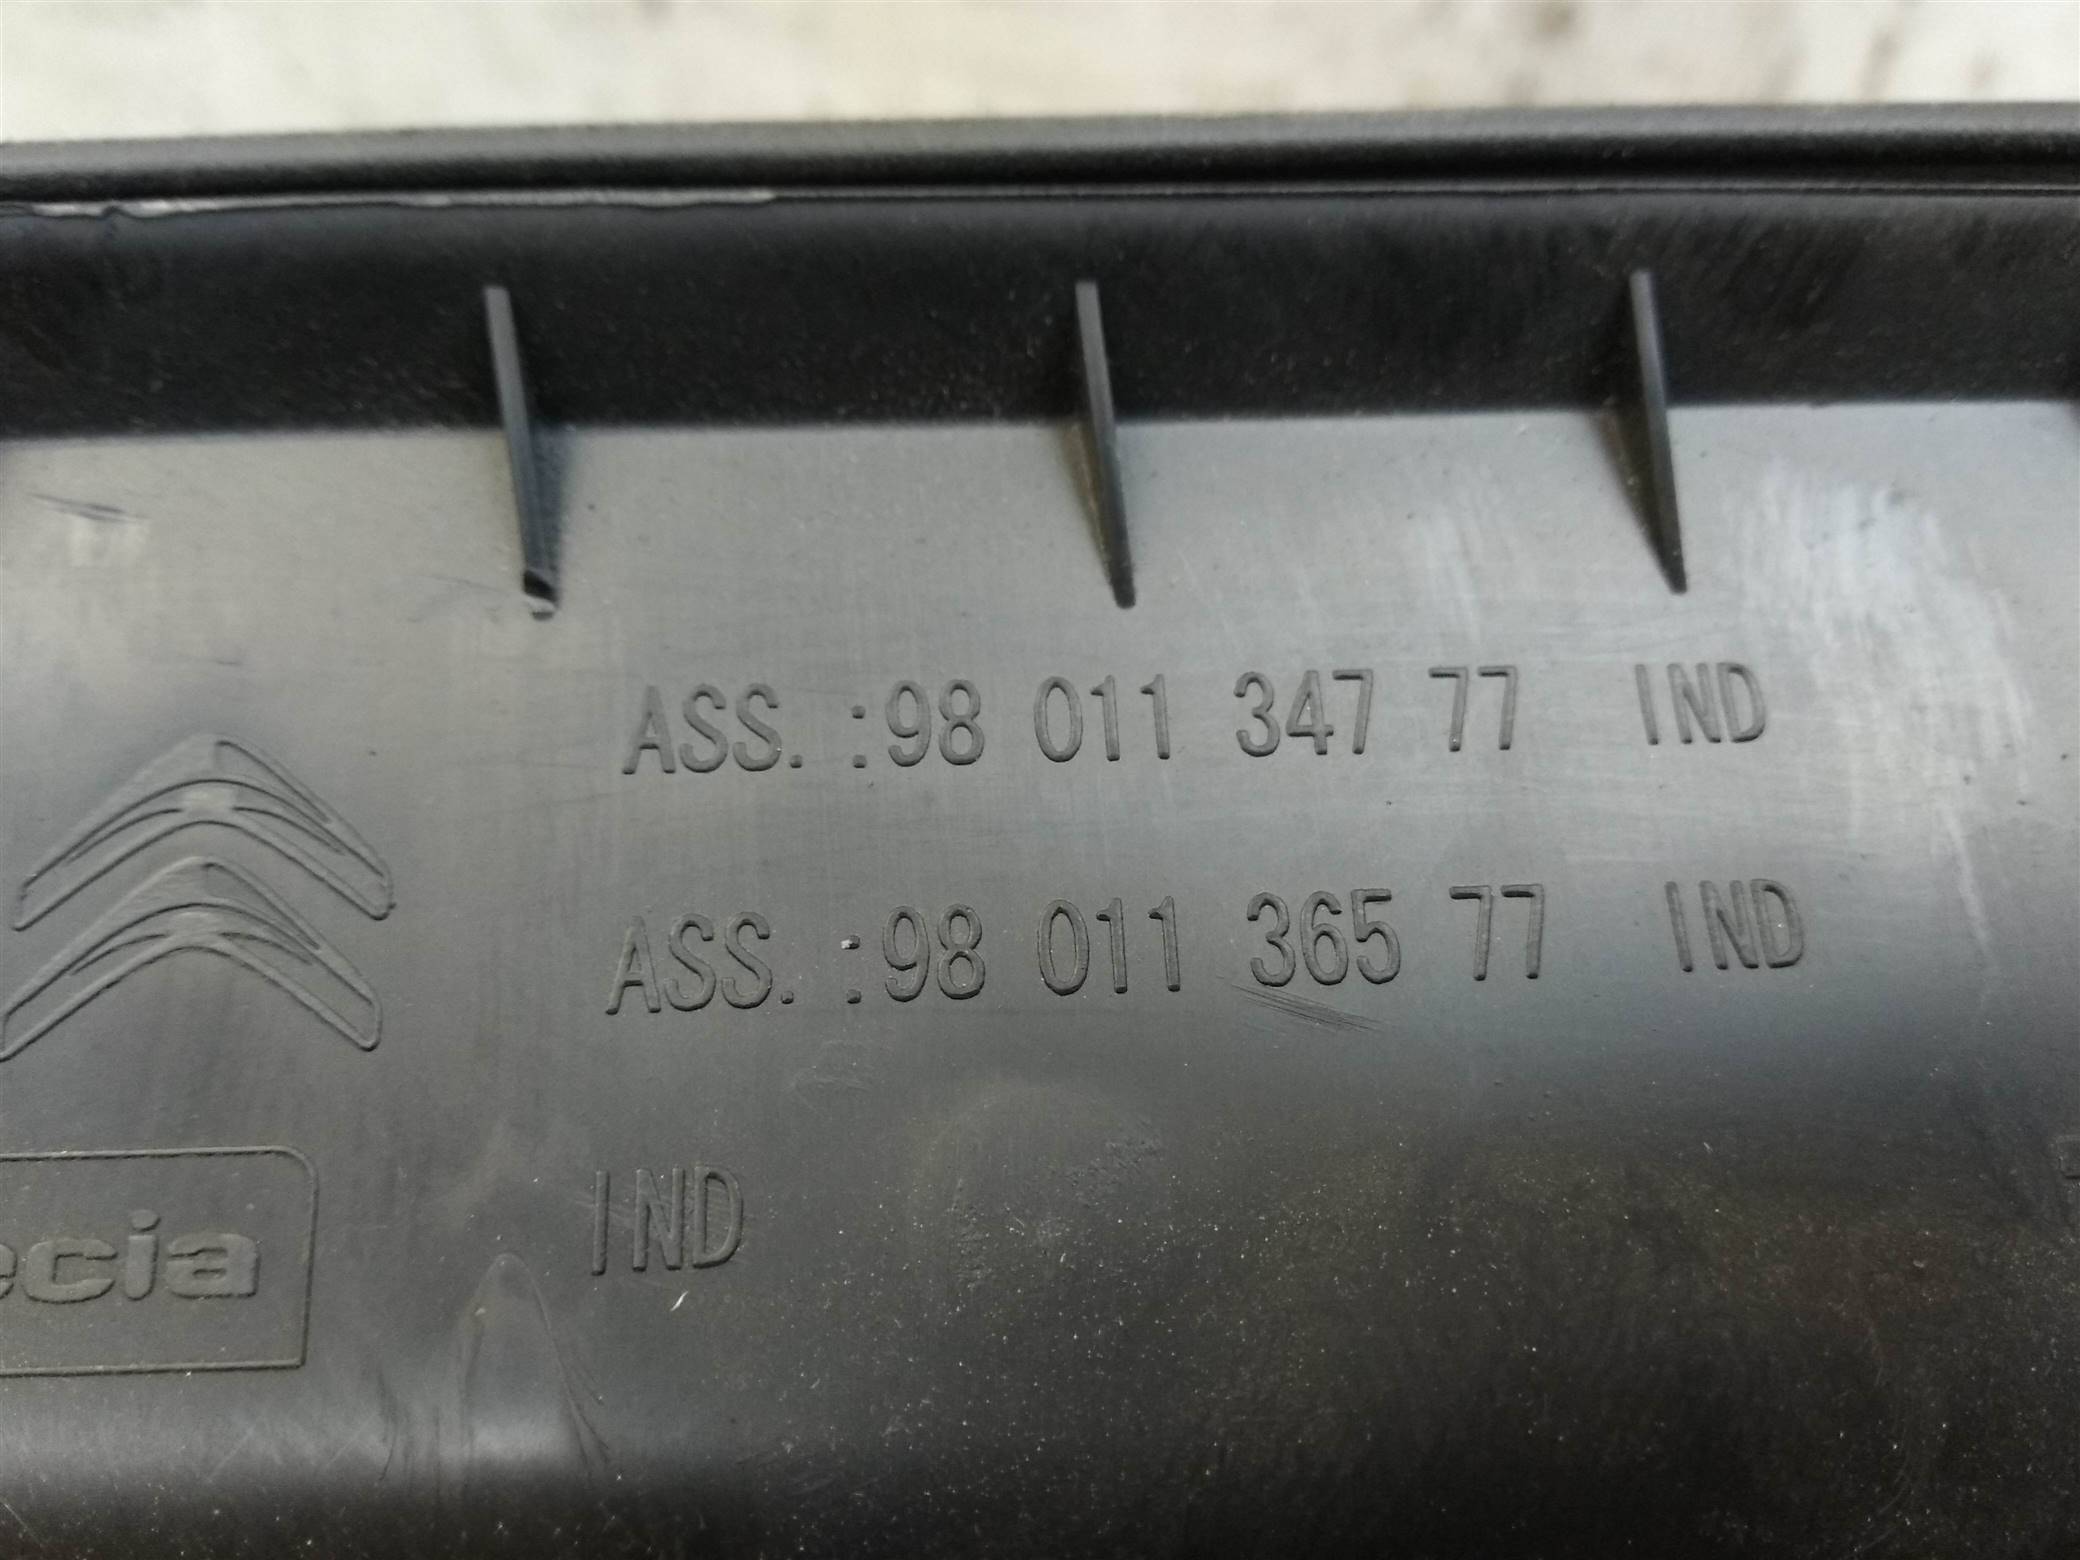 ASS. :98 011 347 77 IND
ASS. :98 011 365 77 IND
IND
ecia